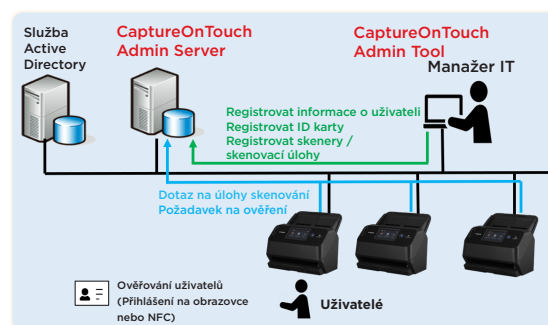 Služba
Active
Directory
CaptureOnTouch
Admin Server
CaptureOnTouch
Admin Tool
Manažer IT
Registrovat informace o uživateli
Registrovat ID karty
Registrovat skenery /
skenovací úlohy
Dotaz na úlohy skenování
Požadavek na ověření
Ověřování uživatelů
(Přihlášení na obrazovce
nebo NFC)
Uživatelé